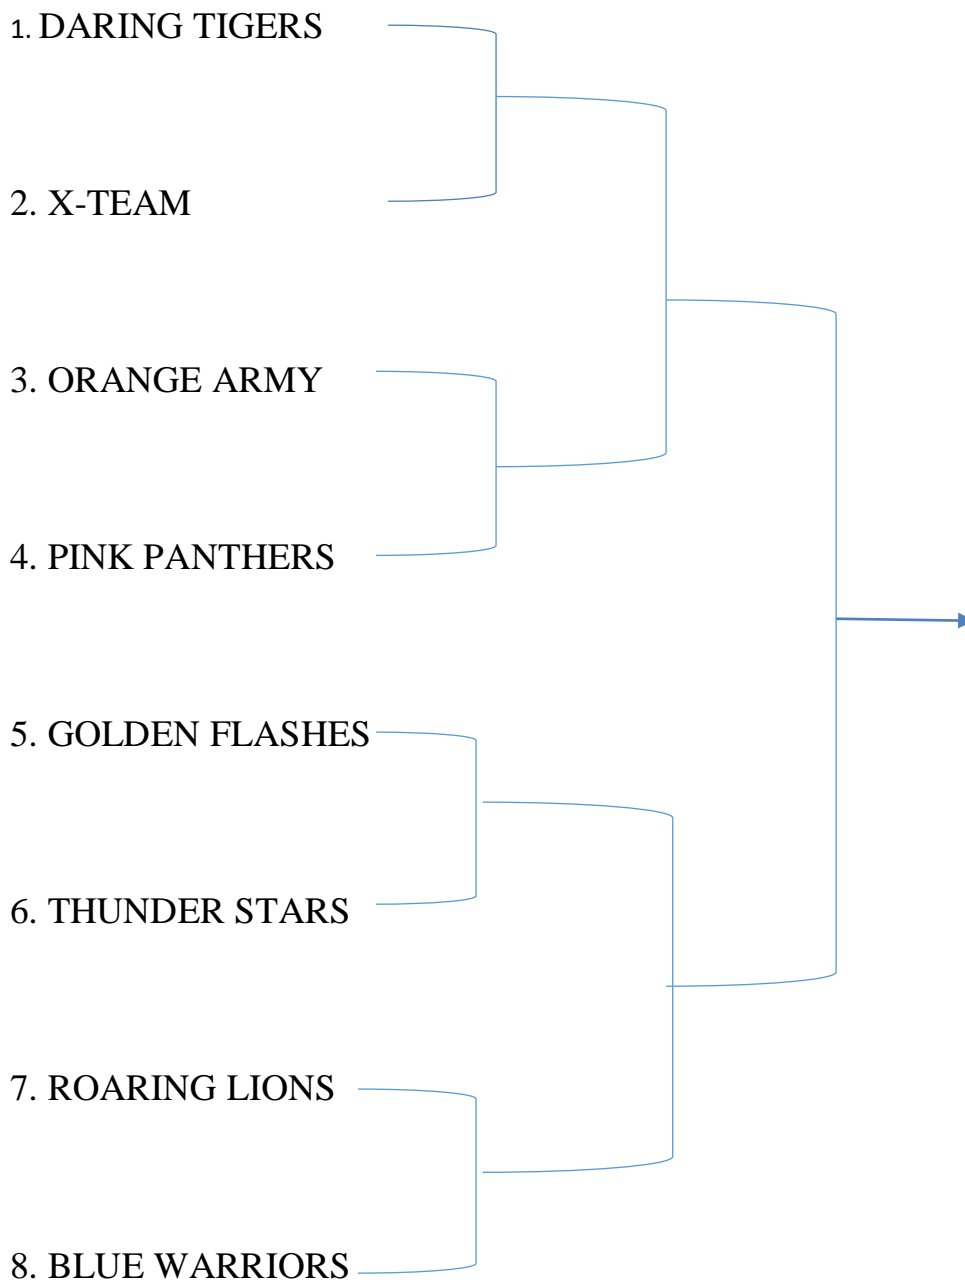 1. DARING TIGERS
2. X-TEAM
3. ORANGE ARMY
4. PINK PANTHERS
5. GOLDEN FLASHES
6. THUNDER STARS
7. ROARING LIONS
8. BLUE WARRIORS